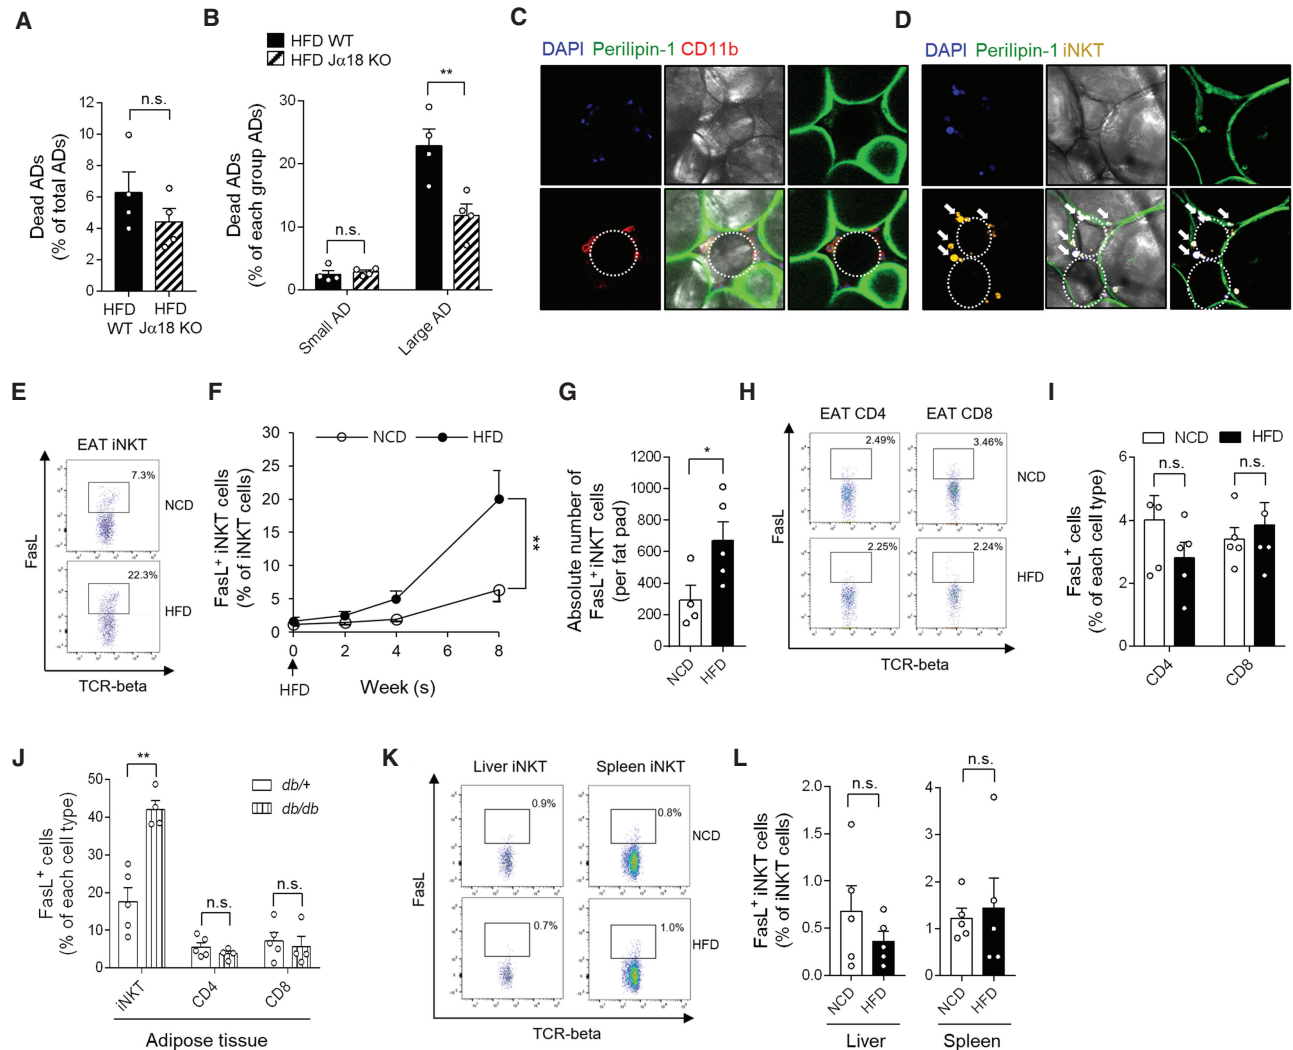 A
n.s.
Dead ADs
(% of total ADs)
12
10
8
6
4
2
0
HFD
WT
HFD
Jα18 KO
B
HFD WT
HFD Jα18 KO
**
n.s.
Dead ADs
(% of each group ADs)
30
20
10
0
Small AD
Large AD
C
DAPI Perilipin-1 CD11b
D
DAPI Perilipin-1 iNKT
E
EAT iNKT
7.3%
NCD
22.3%
HFD
FasL
TCR-beta
F
NCD
HFD
FasL+ iNKT cells
(% of iNKT cells)
30
25
20
15
10
5
0
**
0
2
4
8
HFD
Week (s)
G
*
Absolute number of
FasL+ iNKT cells
(per fat pad)
1200
1000
800
600
400
200
0
NCD
HFD
H
EAT CD4
EAT CD8
2.49%
3.46%
NCD
2.25%
2.24%
HFD
FasL
TCR-beta
I
NCD
HFD
n.s.
n.s.
FasL+ cells
(% of each cell type)
6
4
2
0
CD4
CD8
J
**
db/+
db/db
n.s.
n.s.
FasL+ cells
(% of each cell type)
50
40
30
20
10
0
iNKT
CD4
CD8
Adipose tissue
K
Liver iNKT
Spleen iNKT
0.9%
0.8%
NCD
0.7%
1.0%
HFD
FasL
TCR-beta
L
n.s.
n.s.
FasL+ iNKT cells
(% of iNKT cells)
2.0
1.5
1.0
0.5
0.0
NCD
HFD
Liver
4
3
2
1
0
NCD
HFD
Spleen